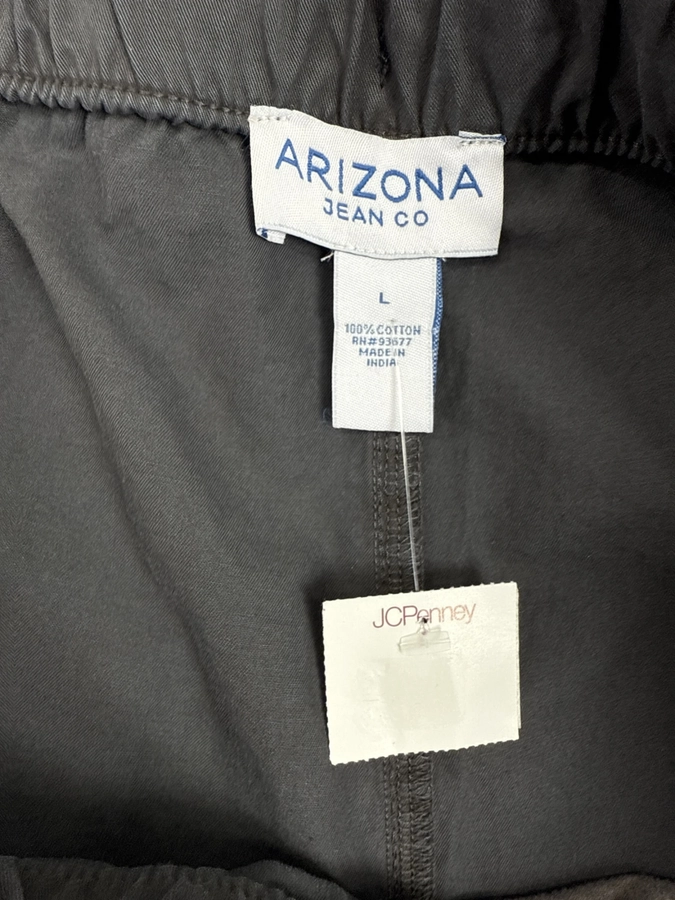 ARIZONA
JEAN CO
L
100% COTTON
RN#93677
MADE IN
INDIA
JCPenney